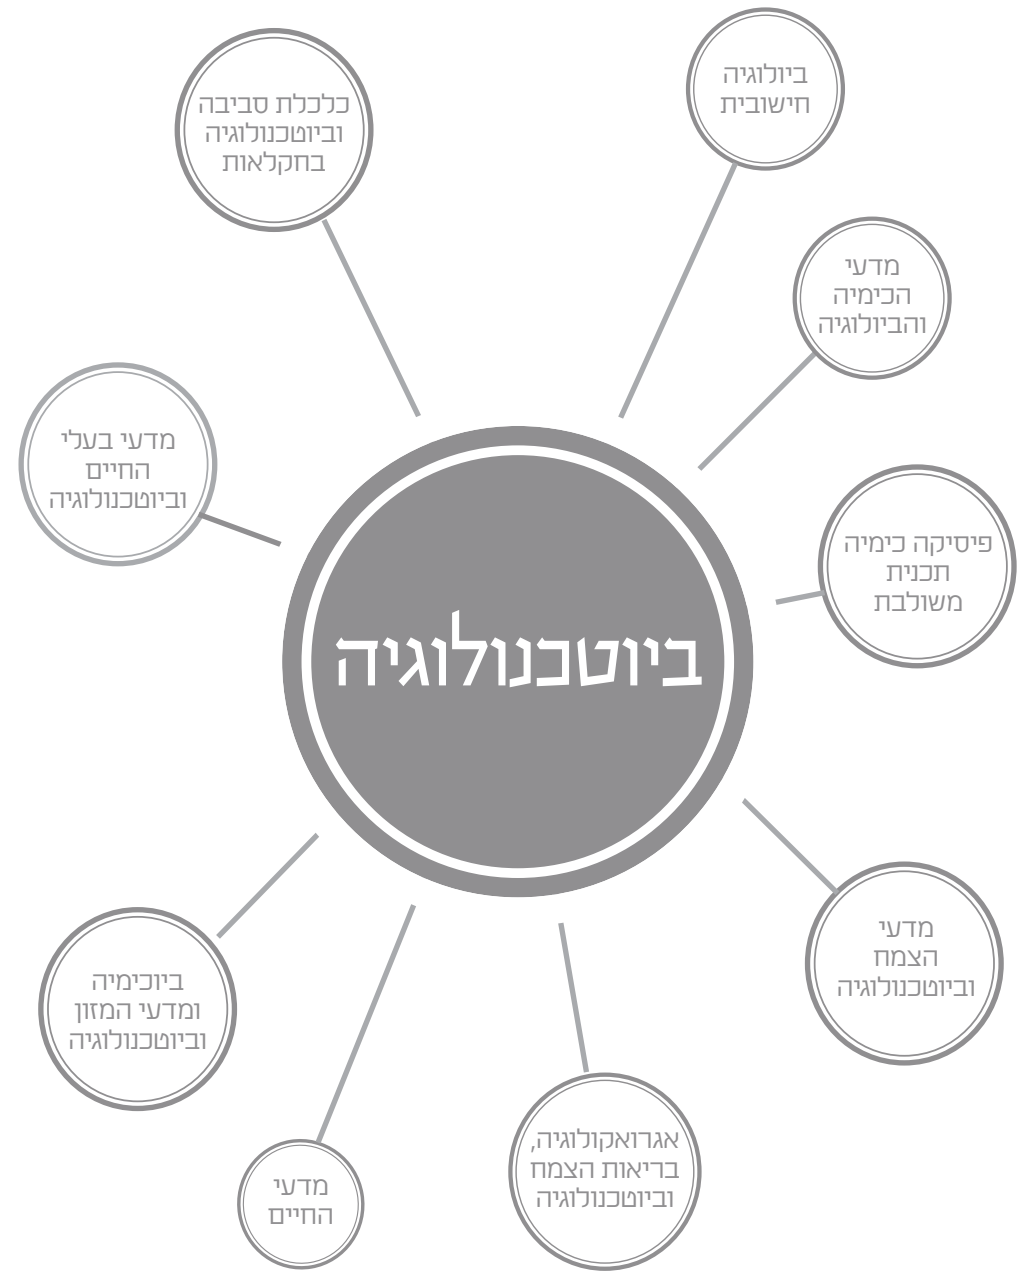 ביולוגיה
חישובית
כלכלת סביבה
וביוטכנולוגיה
בחקלאות
מדעי
הכימיה
והביולוגיה
מדעי בעלי
החיים
וביוטכנולוגיה
פיסיקה כימיה
תכנית
משולבת
ביוטכנולוגיה
מדעי
הצמח
וביוטכנולוגיה
ביוכימיה
ומדעי המזון
וביוטכנולוגיה
אגרואקולוגיה,
בריאות הצמח
וביוטכנולוגיה
מדעי
החיים